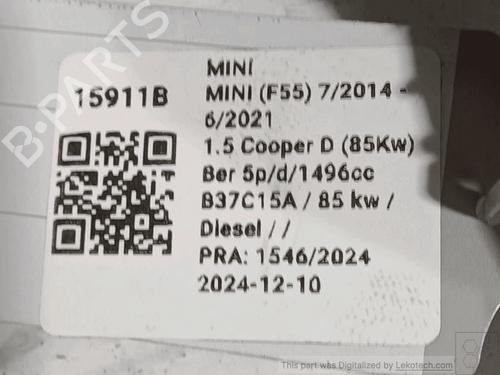 B-PARTS
15911B
MINI
MINI (F55) 7/2014 -
6/2021
1.5 Cooper D (85Kw)
Ber 5p/d/1496cc
B37C15A / 85 kw /
Diesel / /
PRA: 1546/2024
2024-12-10
This part was Digitalized by Lekotech.com